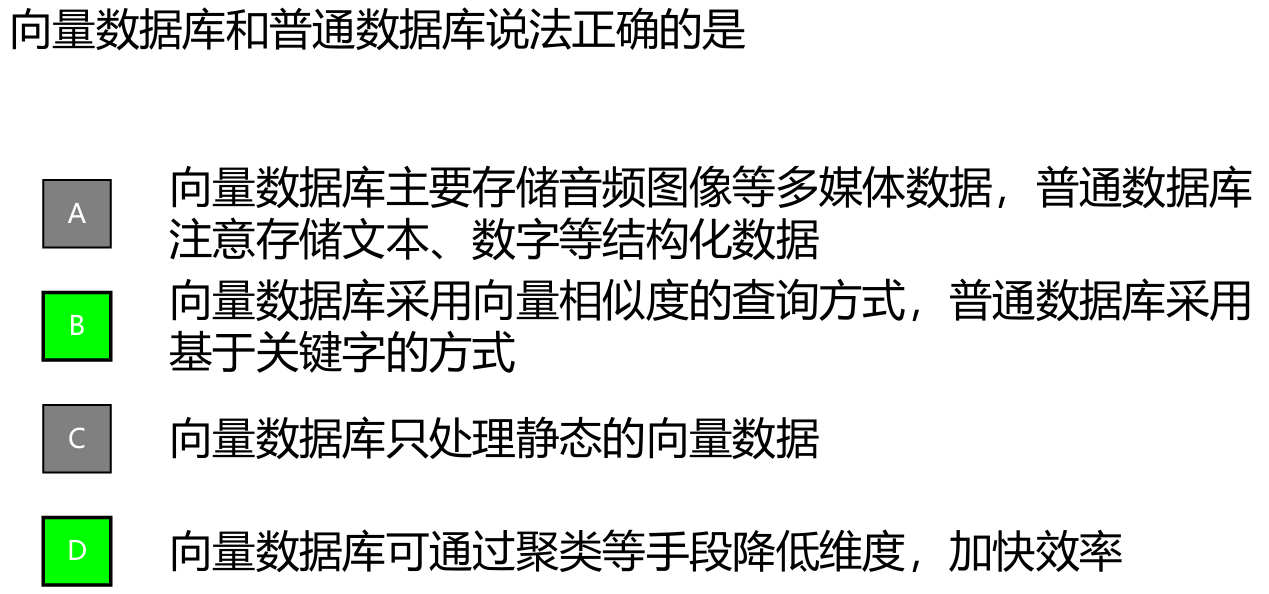 向量数据库和普通数据库说法正确的是
A
向量数据库主要存储音频图像等多媒体数据，普通数据库
注意存储文本、数字等结构化数据
B
向量数据库采用向量相似度的查询方式，普通数据库采用
基于关键字的方式
C
向量数据库只处理静态的向量数据
D
向量数据库可通过聚类等手段降低维度，加快效率